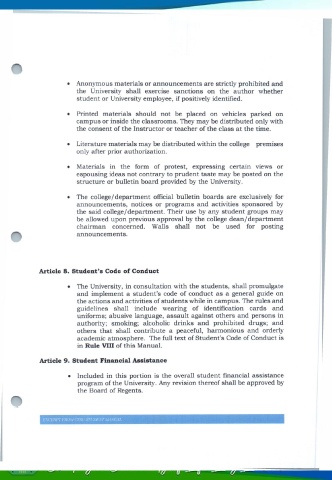 • Anonymous materials or announcements are strictly prohibited and
the University shall exercise sanctions on the author whether
student or University employee, if positively identified.
• Printed materials should not be placed on vehicles parked on
campus or inside the classrooms. They may be distributed only with
the consent of the Instructor or teacher of the class at the time.
• Literature materials may be distributed within the college premises
only after prior authorization.
• Materials in the form of protest, expressing certain views or
espousing ideas not contrary to prudent taste may be posted on the
structure or bulletin board provided by the University.
• The college/department official bulletin boards are exclusively for
announcements, notices or programs and activities sponsored by
the said college/department. Their use by any student groups may
be allowed upon previous approval by the college dean/department
chairman concerned. Walls shall not be used for posting
announcements.
Article 8. Student's Code of Conduct
• The University, in consultation with the students, shall promulgate
and implement a student's code of conduct as a general guide on
the actions and activities of students while in campus. The rules and
guidelines shall include wearing of identification cards and
uniforms; abusive language, assault against others and persons in
authority; smoking; alcoholic drinks and prohibited drugs; and
others that shall contribute a peaceful, harmonious and orderly
academic atmosphere. The full text of Student's Code of Conduct is
in Rule VIII of this Manual.
Article 9. Student Financial Assistance
• Included in this portion is the overall student financial assistance
program of the University. Any revision thereof shall be approved by
the Board of Regents.